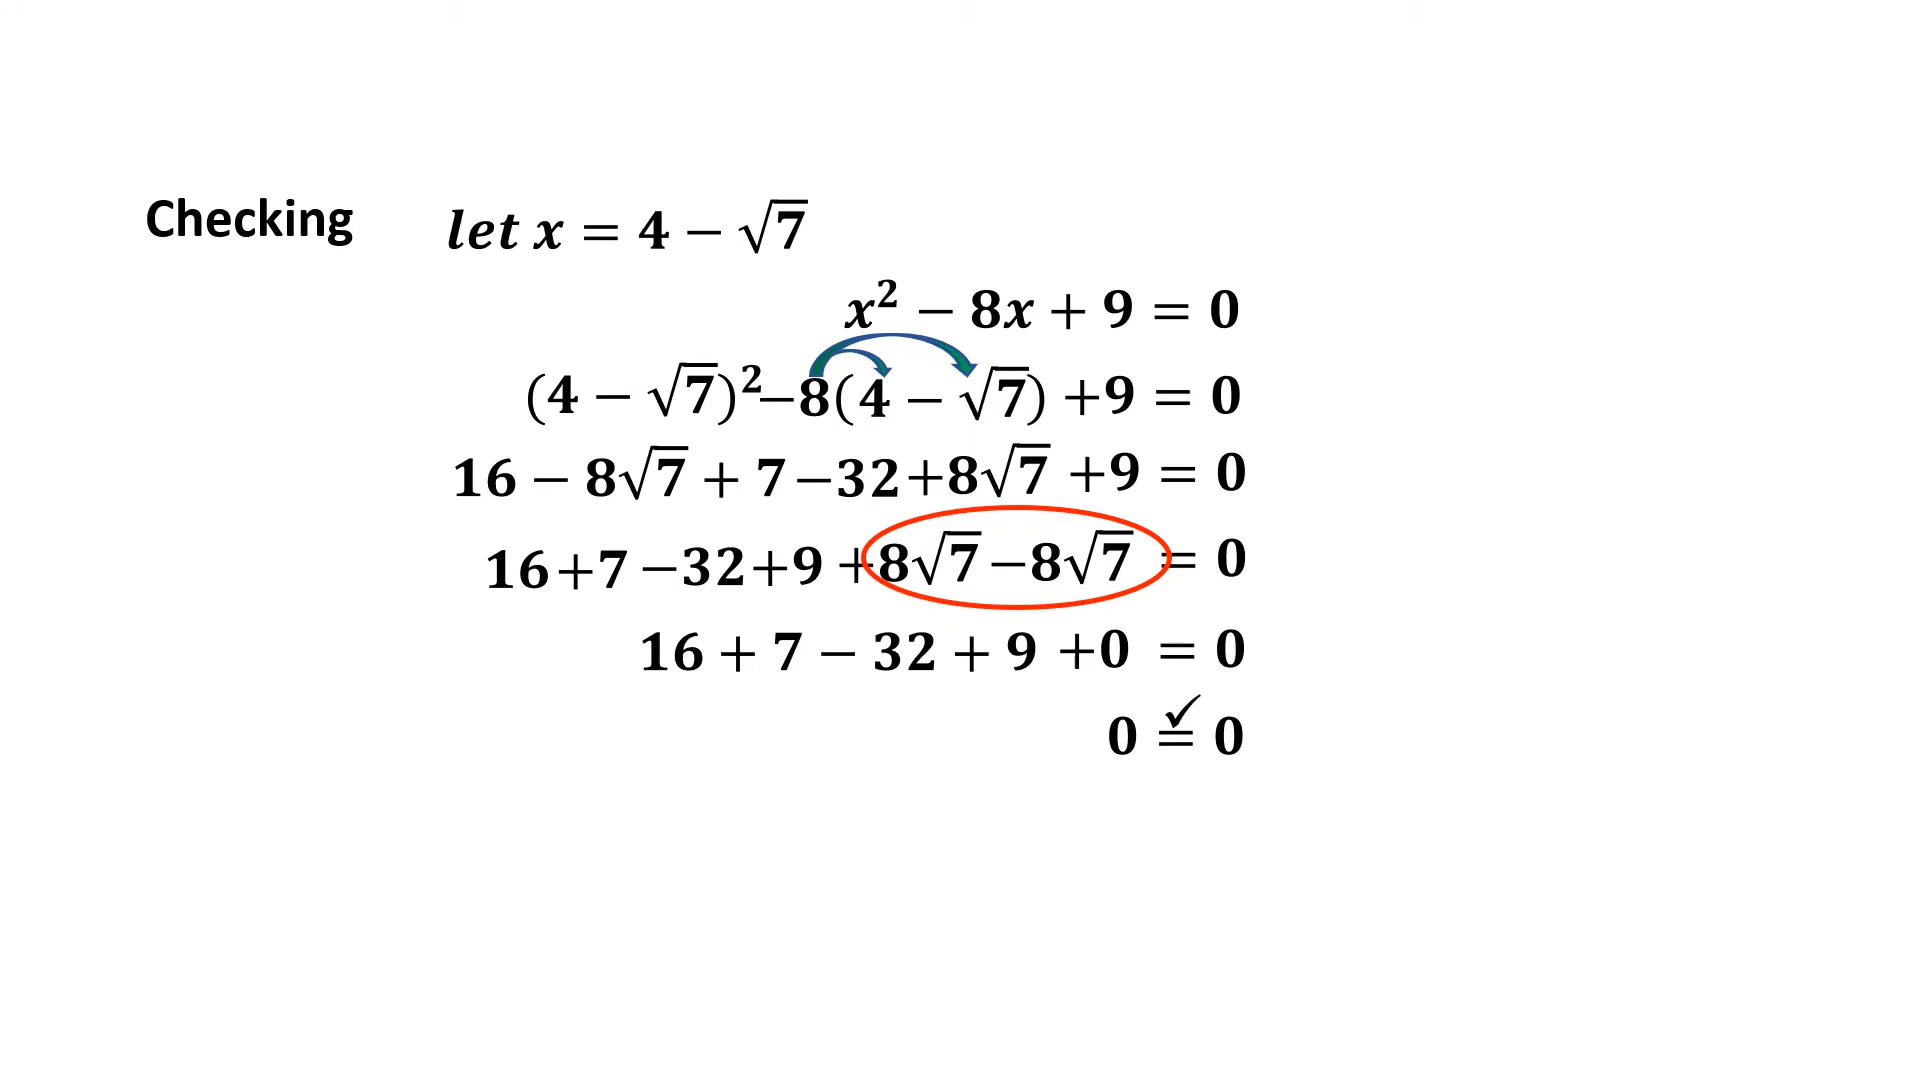 Checking let x = 4 − √7
x² − 8x + 9 = 0
(4 − √7)²−8(4 − √7) +9 = 0
16 − 8√7 + 7 −32+8√7 +9 = 0
16+7 −32+9 +8√7 −8√7 = 0
16 + 7 − 32 + 9 +0 = 0
0 = 0
✓